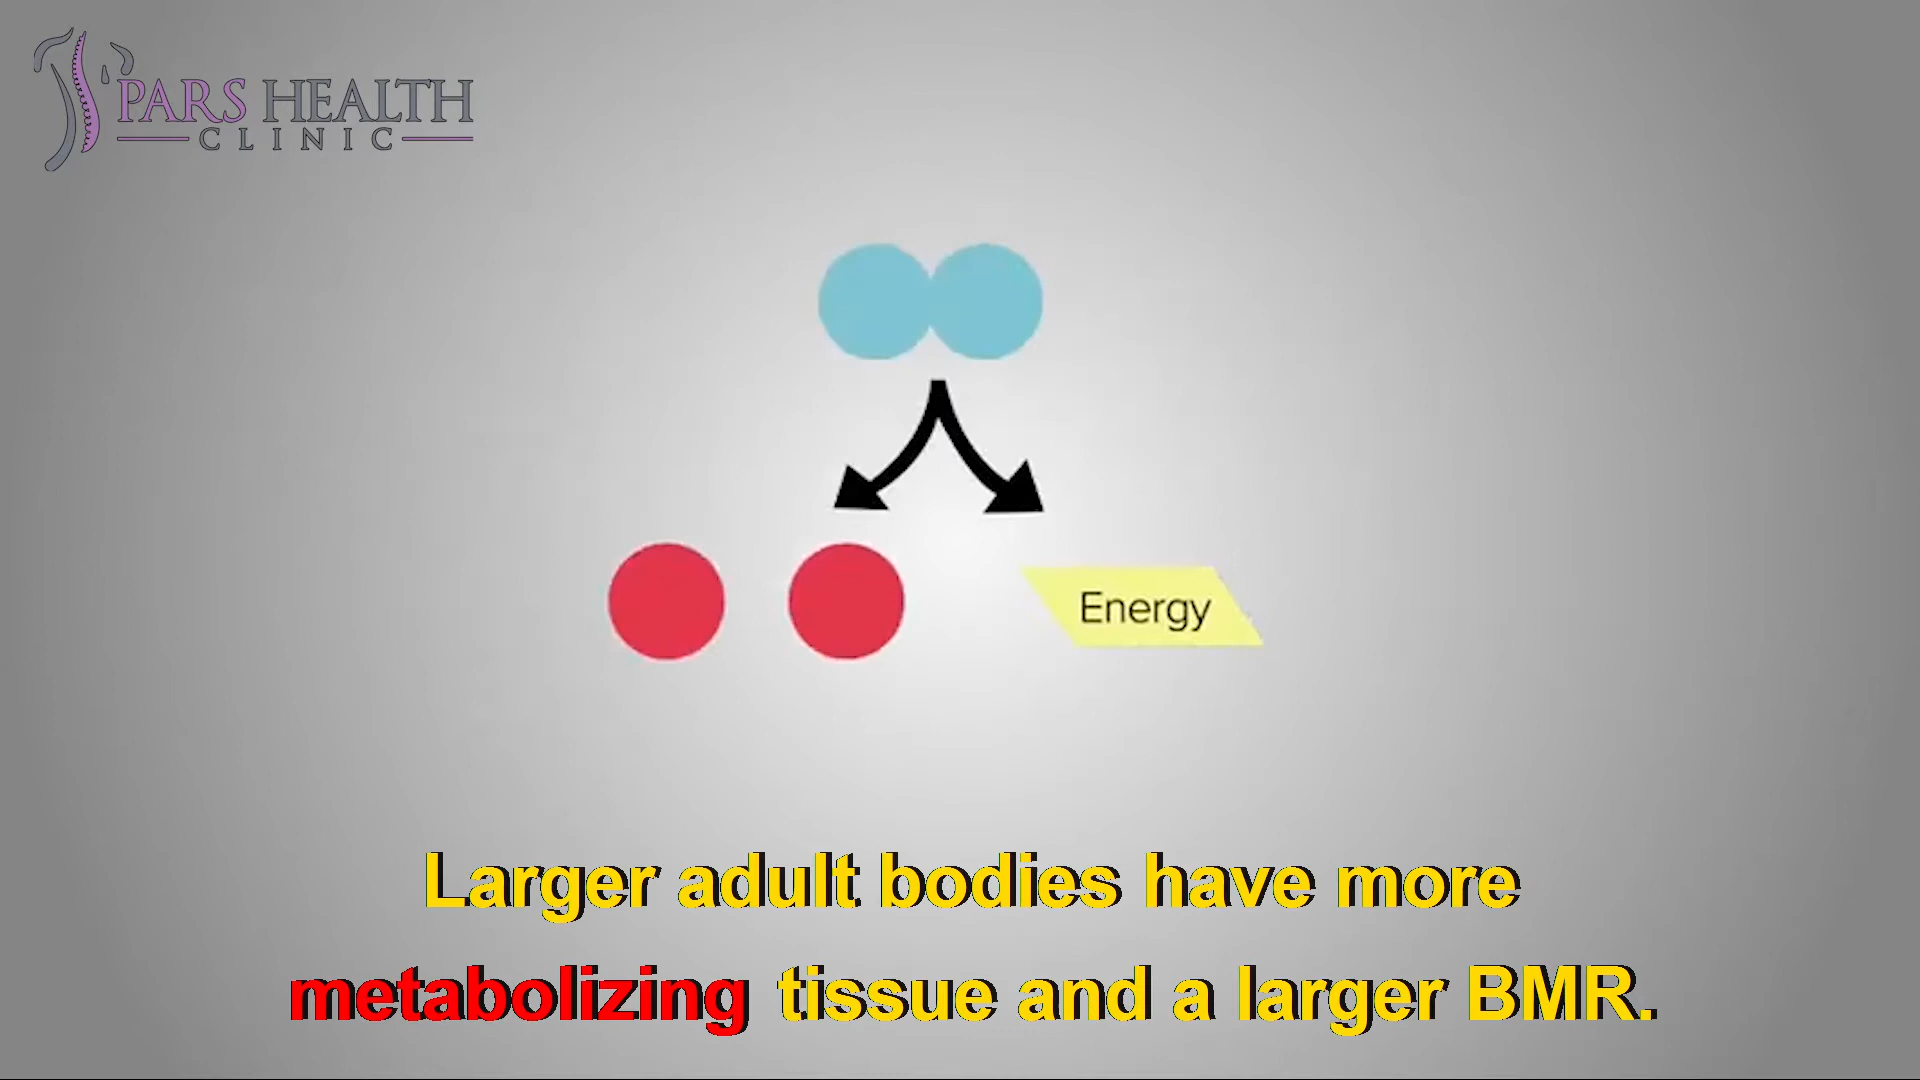 PARS HEALTH
CLINIC
Energy
Larger adult bodies have more
metabolizing tissue and a larger BMR.